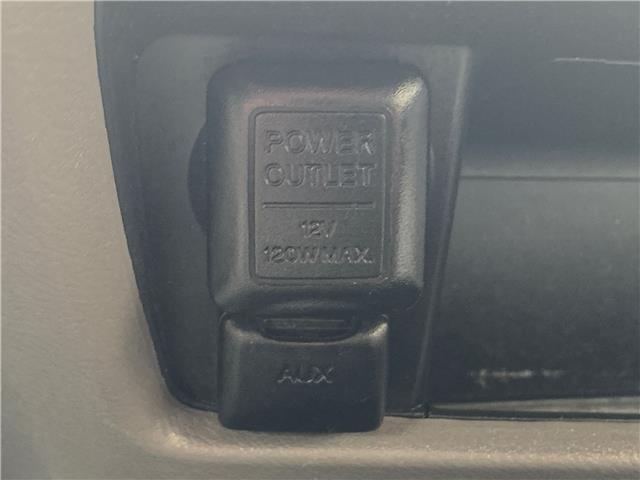 POWER
OUTLET
12V
120W MAX.
AUX